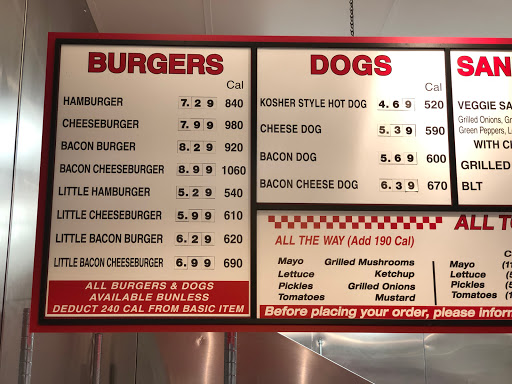 BURGERS
Cal
HAMBURGER 7.29 840
CHEESEBURGER 7.99 980
BACON BURGER 8.29 920
BACON CHEESEBURGER 8.99 1060
LITTLE HAMBURGER 5.29 540
LITTLE CHEESEBURGER 5.99 610
LITTLE BACON BURGER 6.29 620
LITTLE BACON CHEESEBURGER 6.99 690
ALL BURGERS & DOGS
AVAILABLE BUNLESS
DEDUCT 240 CAL FROM BASIC ITEM
DOGS
Cal
KOSHER STYLE HOT DOG 4.69 520
CHEESE DOG 5.39 590
BACON DOG 5.69 600
BACON CHEESE DOG 6.39 670
SAN
VEGGIE SA
Grilled Onions, Gr
Green Peppers, L
WITH CH
GRILLED
BLT
ALL TO
ALL THE WAY (Add 190 Cal)
Mayo Grilled Mushrooms
Lettuce Ketchup
Pickles Grilled Onions
Tomatoes Mustard
C
Mayo (1
Lettuce (
Pickles (
Tomatoes (
Before placing your order, please inform